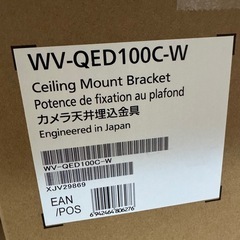 WV-QED100C-W
Ceiling Mount Bracket
Potence de fixation au plafond
カメラ天井埋込金具
Engineered in Japan
WV-QED100C-W
XJV29869
EAN
/POS
6942464806276